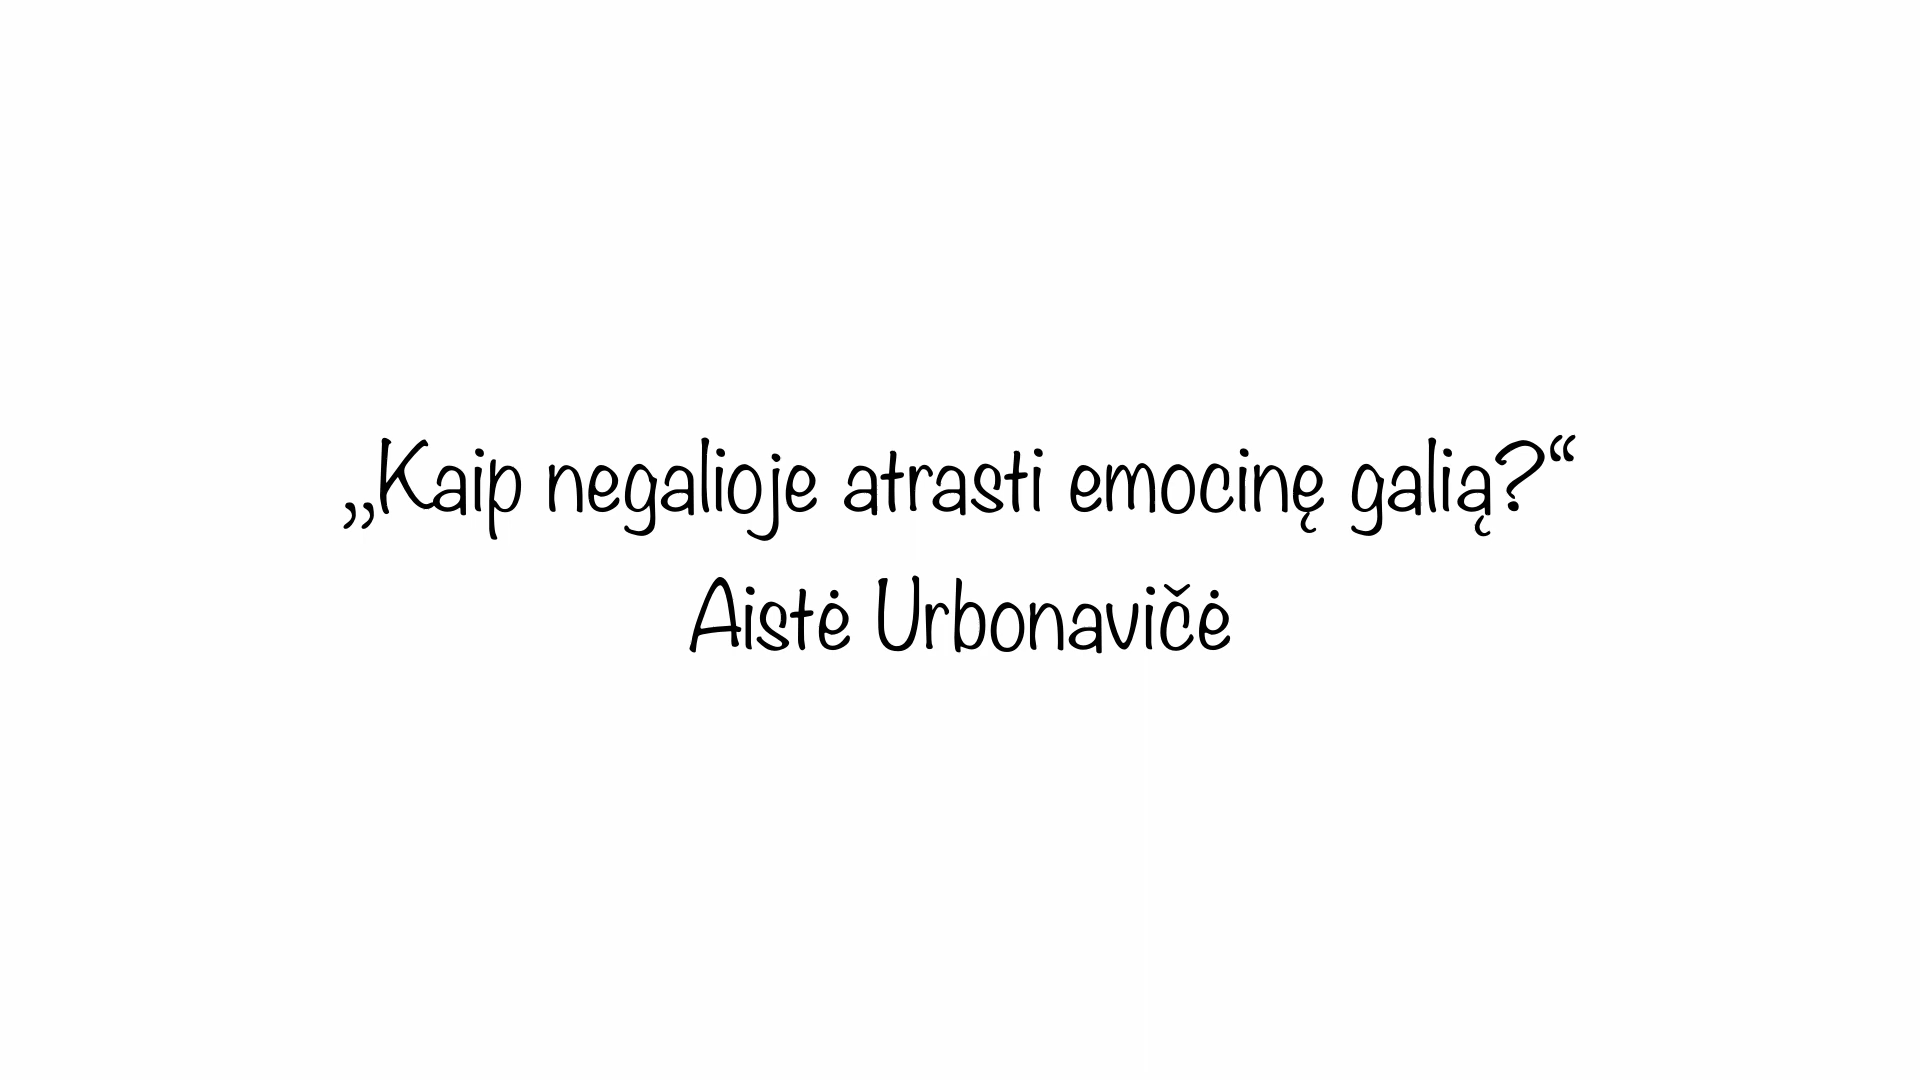 „Kaip negalioje atrasti emocinę galią?“
Aistė Urbonavičė